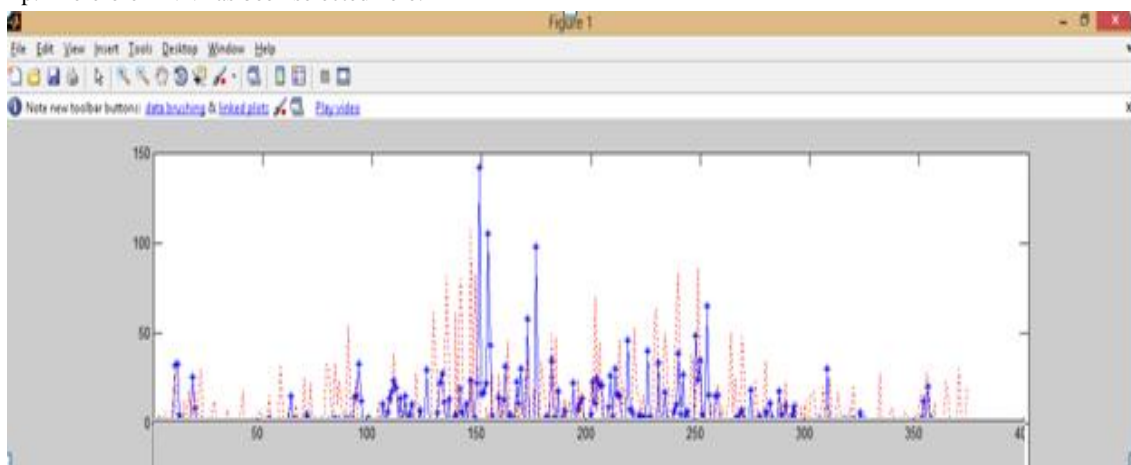 Figure 1
File Edit View Insert Tools Desktop Window Help
Note new toolbar buttons: data brushing & linked plots Play video
150
100
50
0
50 100 150 200 250 300 350 40